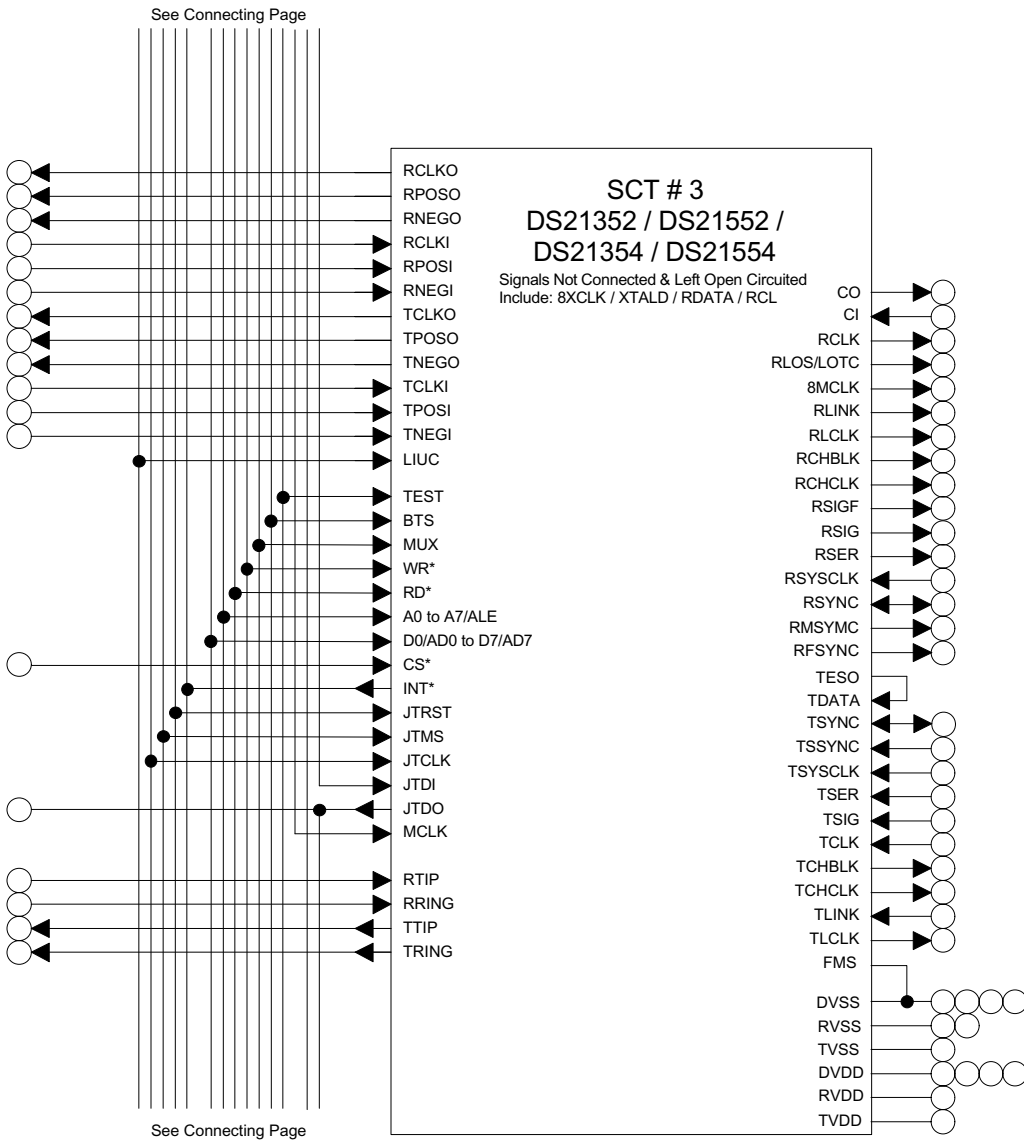 See Connecting Page
SCT # 3
DS21352 / DS21552 /
DS21354 / DS21554
Signals Not Connected & Left Open Circuited
Include: 8XCLK / XTALD / RDATA / RCL
RCLKO
RPOSO
RNEGO
RCLKI
RPOSI
RNEGI
TCLKO
TPOSO
TNEGO
TCLKI
TPOSI
TNEGI
LIUC
TEST
BTS
MUX
WR*
RD*
A0 to A7/ALE
D0/AD0 to D7/AD7
CS*
INT*
JTRST
JTMS
JTCLK
JTDI
JTDO
MCLK
RTIP
RRING
TTIP
TRING
CO
CI
RCLK
RLOS/LOTC
8MCLK
RLINK
RLCLK
RCHBLK
RCHCLK
RSIGF
RSIG
RSER
RSYSCLK
RSYNC
RMSYMC
RFSYNC
TESO
TDATA
TSYNC
TSSYNC
TSYSCLK
TSER
TSIG
TCLK
TCHBLK
TCHCLK
TLINK
TLCLK
FMS
DVSS
RVSS
TVSS
DVDD
RVDD
TVDD
See Connecting Page